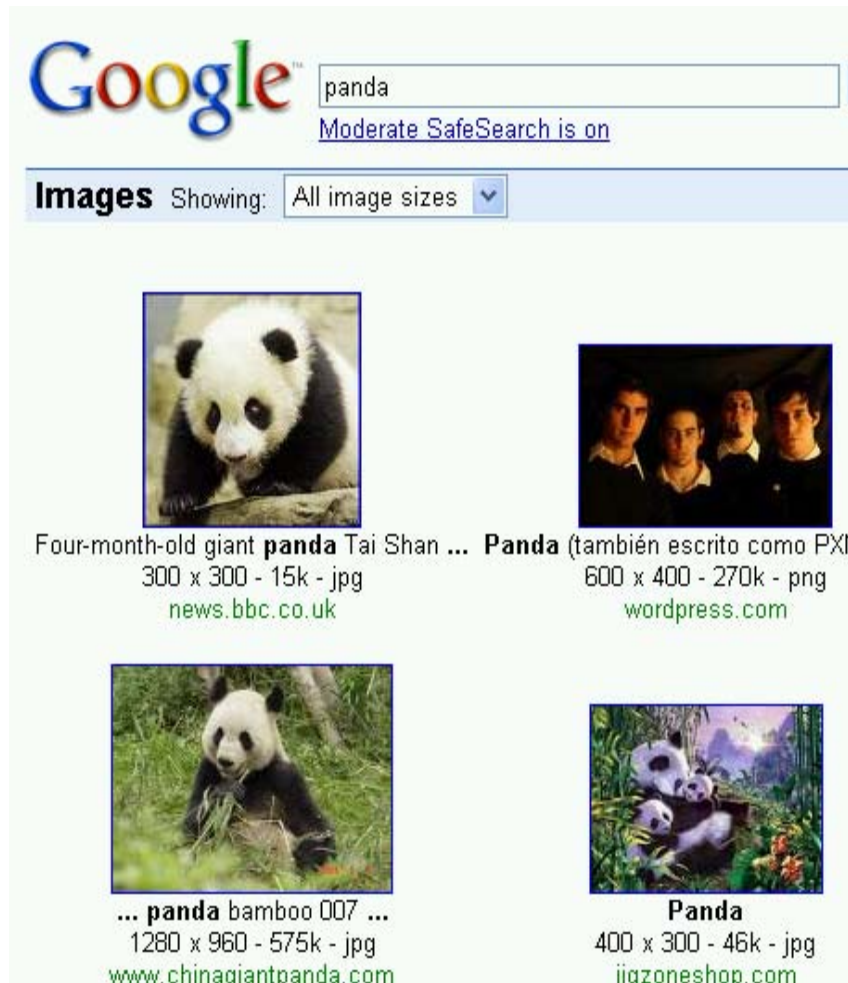 Google™
panda
Moderate SafeSearch is on
Images Showing: All image sizes
Four-month-old giant panda Tai Shan ...
300 x 300 - 15k - jpg
news.bbc.co.uk
Panda (también escrito como
600 x 400 - 270k - png
wordpress.com
... panda bamboo 007 ...
1280 x 960 - 575k - jpg
www.chinagiantpanda.com
Panda
400 x 300 - 46k - jpg
jigzoneshop.com